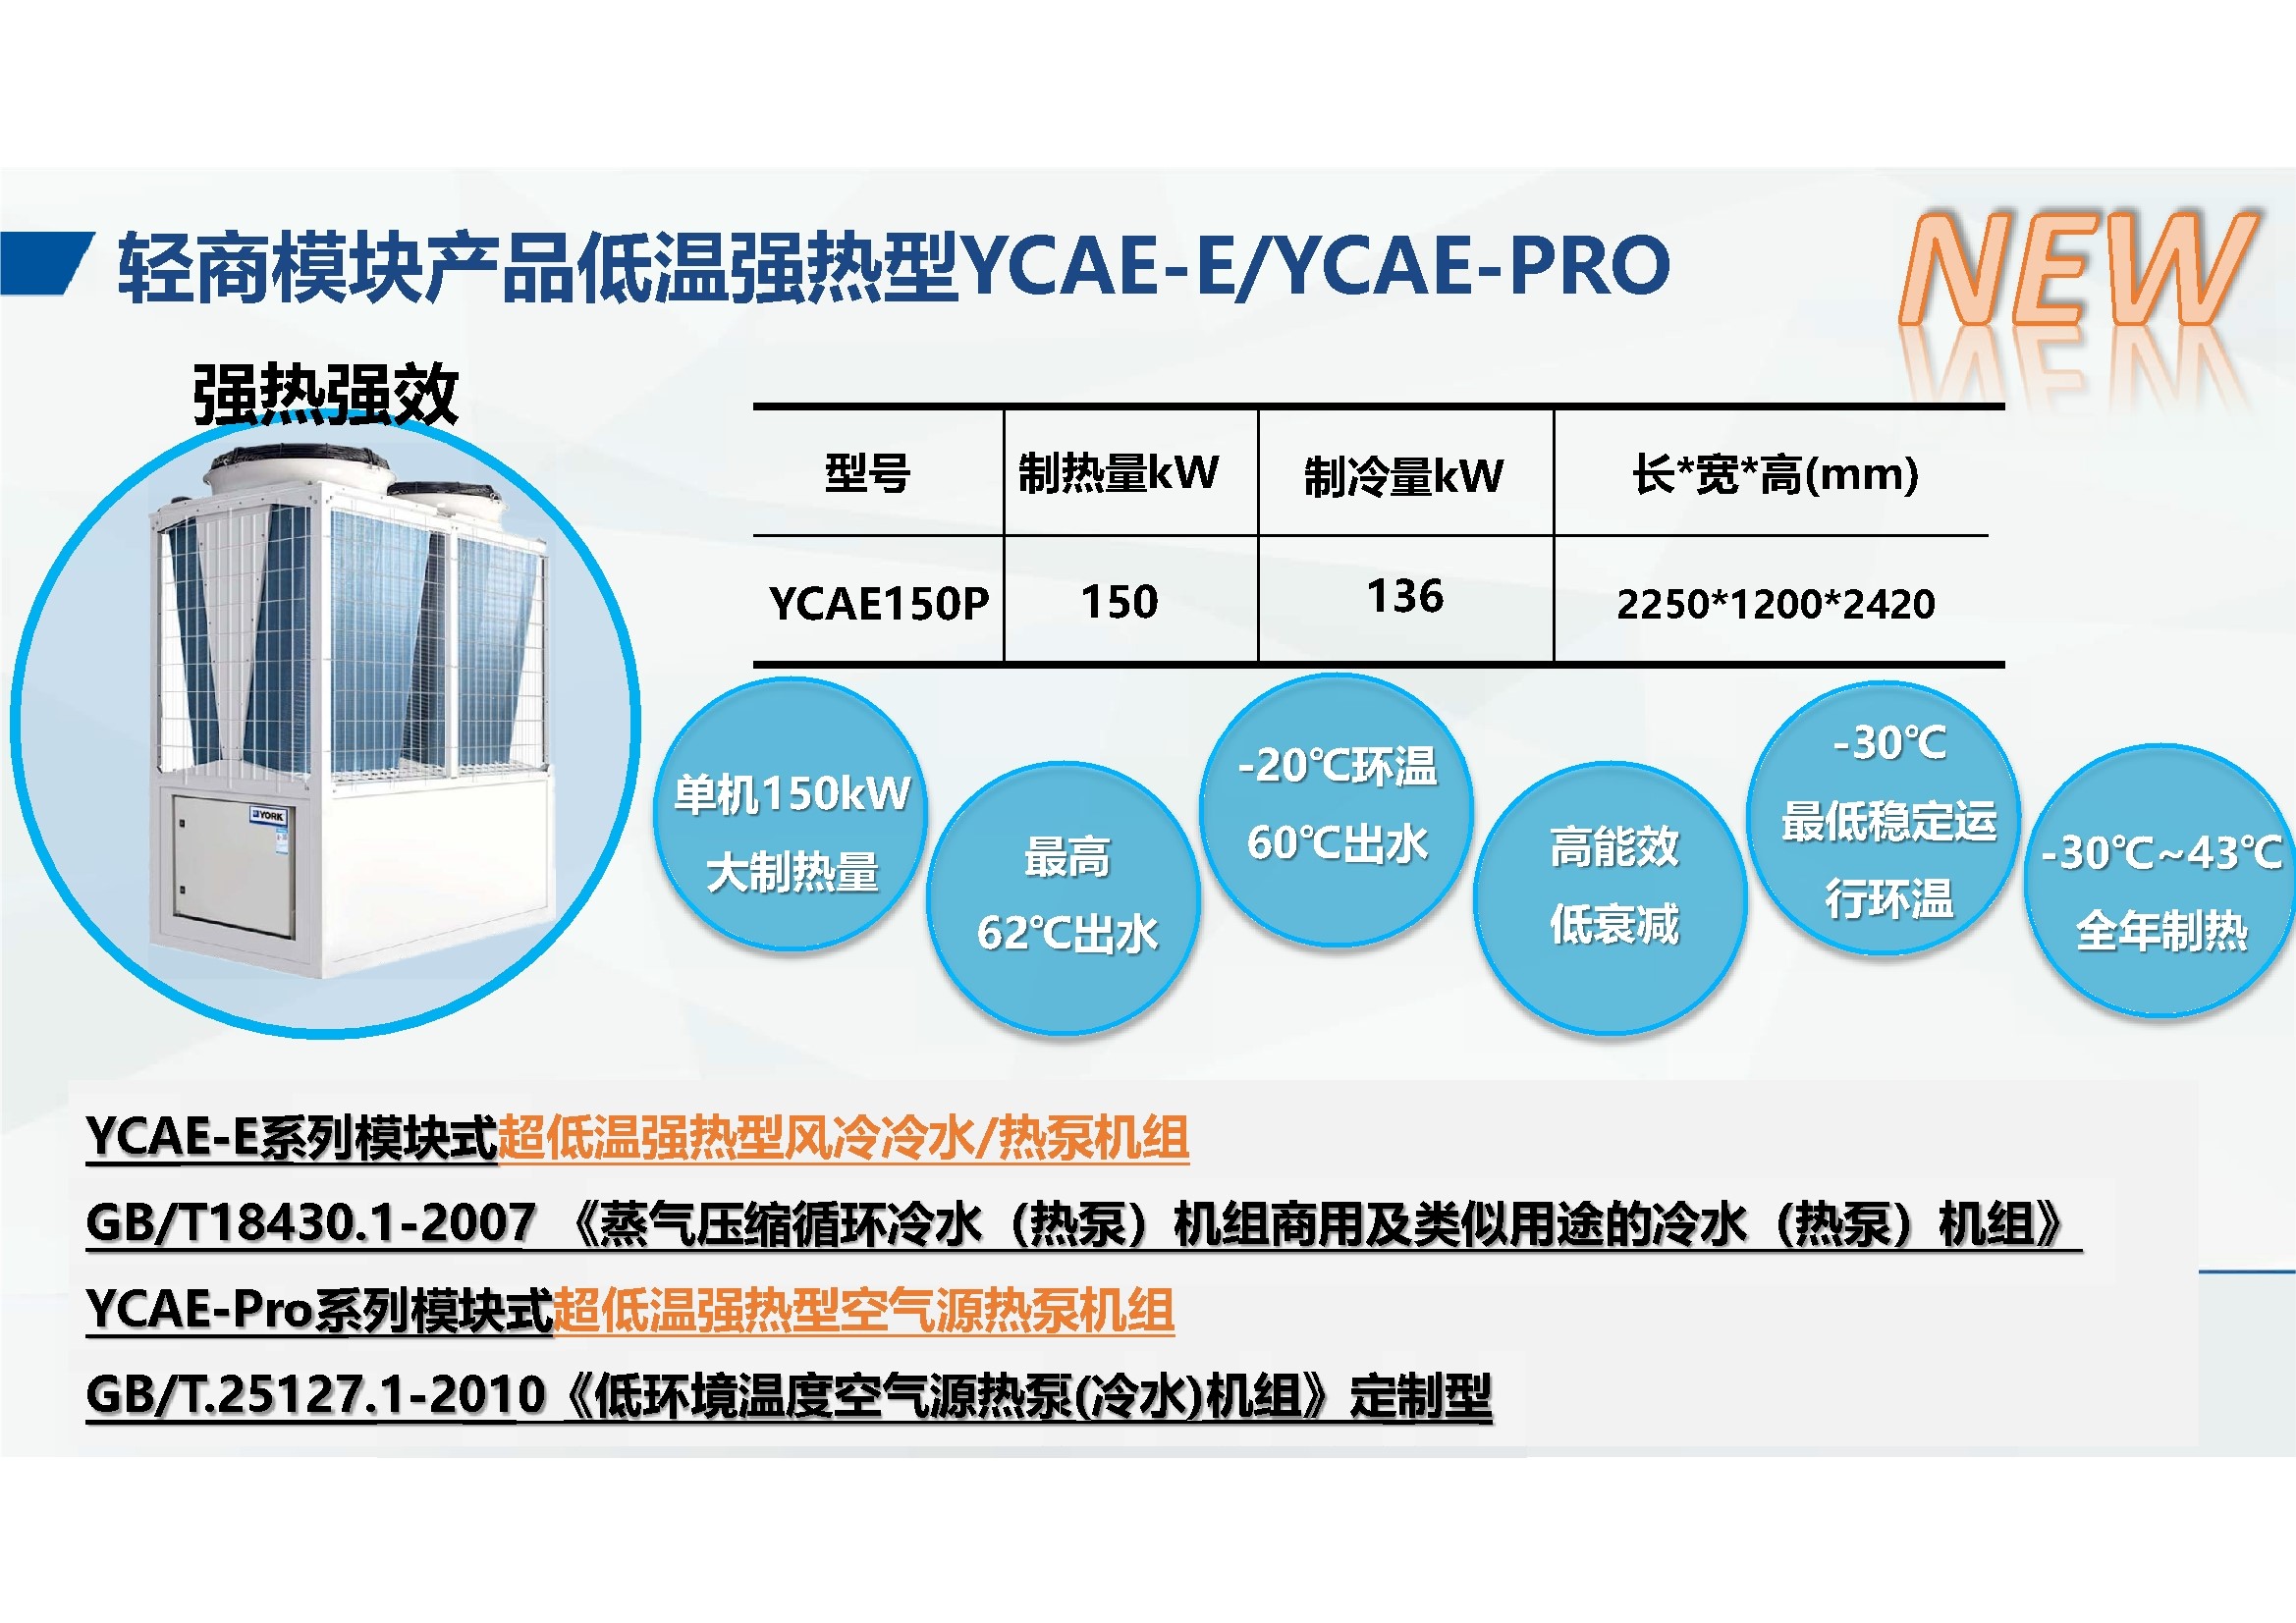 轻商模块产品低温强热型YCAE-E/YCAE-PRO
NEW
强热强效
YORK
型号 制热量kW 制冷量kW 长*宽*高(mm)
YCAE150P 150 136 2250*1200*2420
单机150kW
大制热量
最高
62℃出水
-20℃环温
60℃出水
高能效
低衰减
-30℃
最低稳定运
行环温
-30℃~43℃
全年制热
YCAE-E系列模块式超低温强热型风冷冷水/热泵机组
GB/T18430.1-2007 《蒸气压缩循环冷水（热泵）机组商用及类似用途的冷水（热泵）机组》
YCAE-Pro系列模块式超低温强热型空气源热泵机组
GB/T.25127.1-2010《低环境温度空气源热泵(冷水)机组》定制型